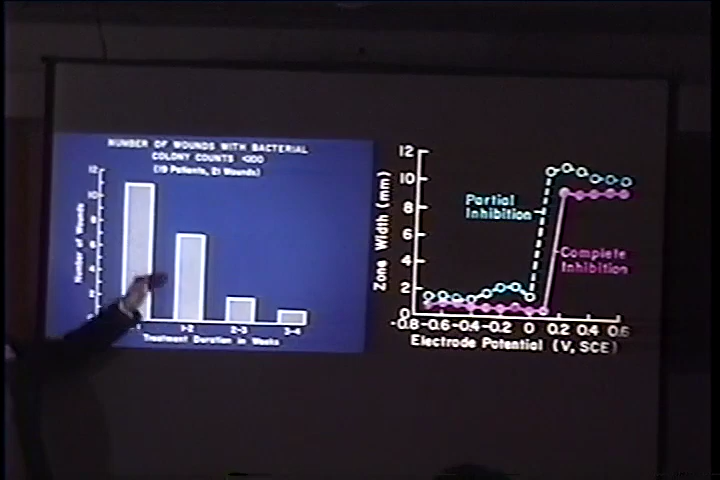 NUMBER OF WOUNDS WITH BACTERIAL
COLONY COUNTS <100
(19 Patients, 21 Wounds)
Number of Wounds
12
10
8
6
4
2
0
1
1-2
2-3
3-4
Treatment Duration in Weeks
Zone Width (mm)
12
10
8
6
4
2
0
Partial
Inhibition
Complete
Inhibition
-0.8 -0.6 -0.4 -0.2 0 0.2 0.4 0.6
Electrode Potential (V, SCE)